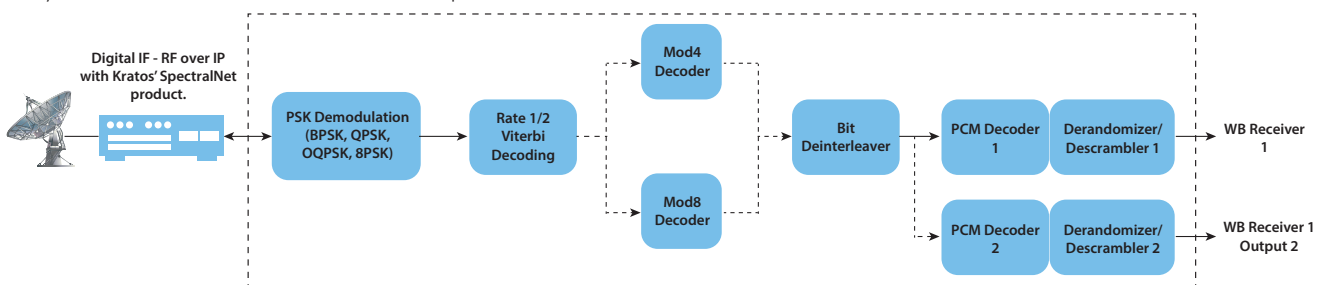 Digital IF - RF over IP
with Kratos' SpectralNet
product.
PSK Demodulation
(BPSK, QPSK,
OQPSK, 8PSK)
Rate 1/2
Viterbi
Decoding
Mod4
Decoder
Mod8
Decoder
Bit
Deinterleaver
PCM Decoder
1
Derandomizer/
Descrambler 1
WB Receiver
1
PCM Decoder
2
Derandomizer/
Descrambler 2
WB Receiver 1
Output 2